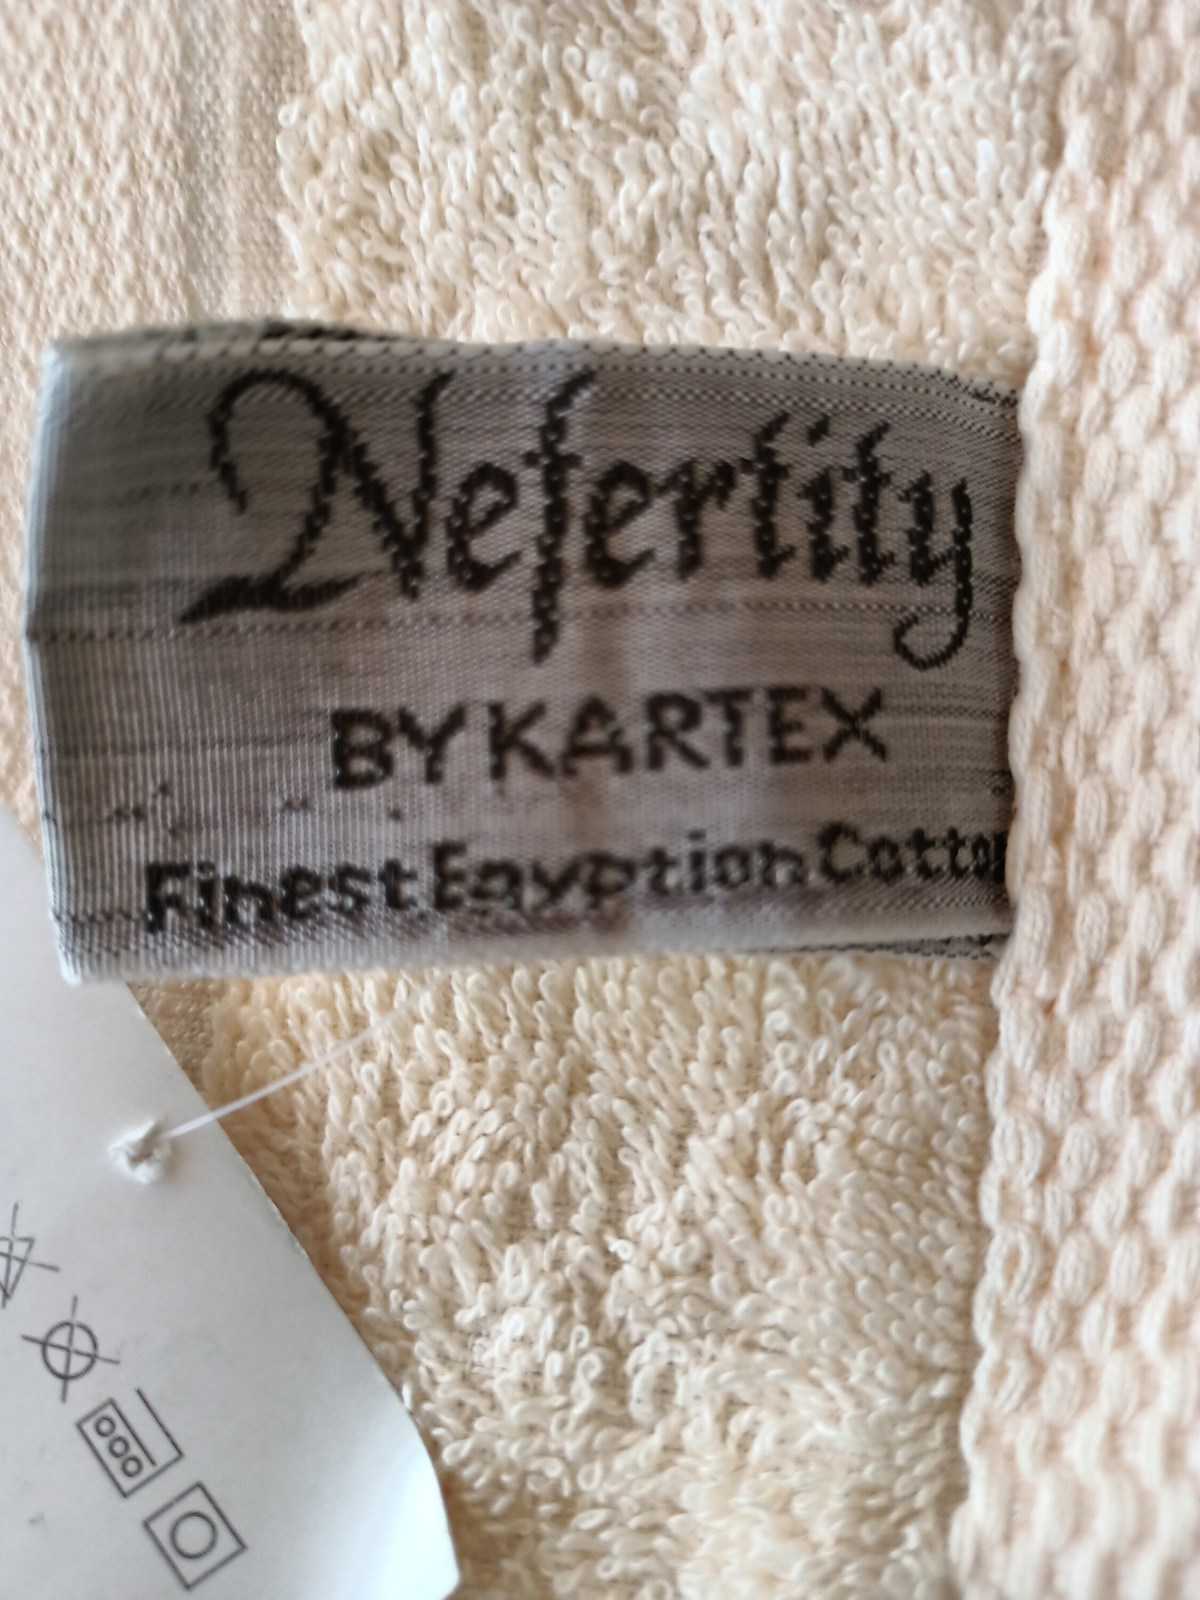 Nefertity
BY KARTEX
Finest Egyption Cotton